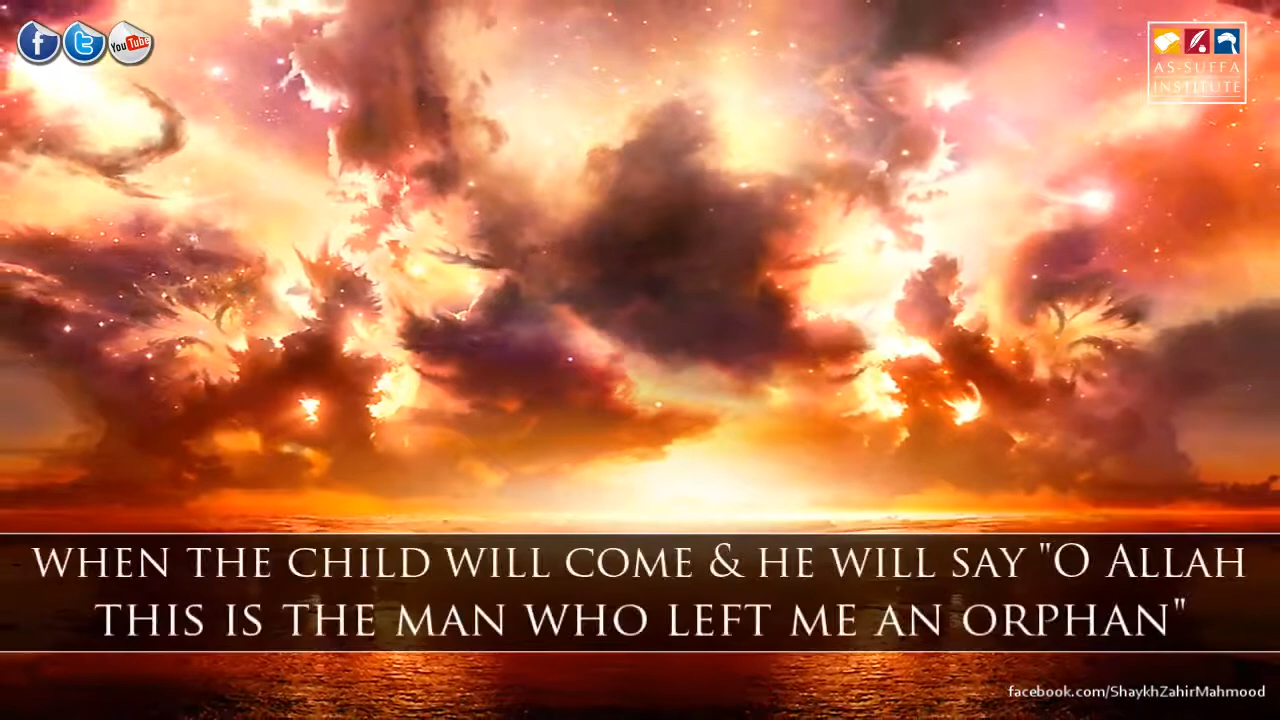 f
t
YouTube
AS-SUFFA
INSTITUTE
WHEN THE CHILD WILL COME & HE WILL SAY "O ALLAH
THIS IS THE MAN WHO LEFT ME AN ORPHAN"
facebook.com/ShaykhZahirMahmood